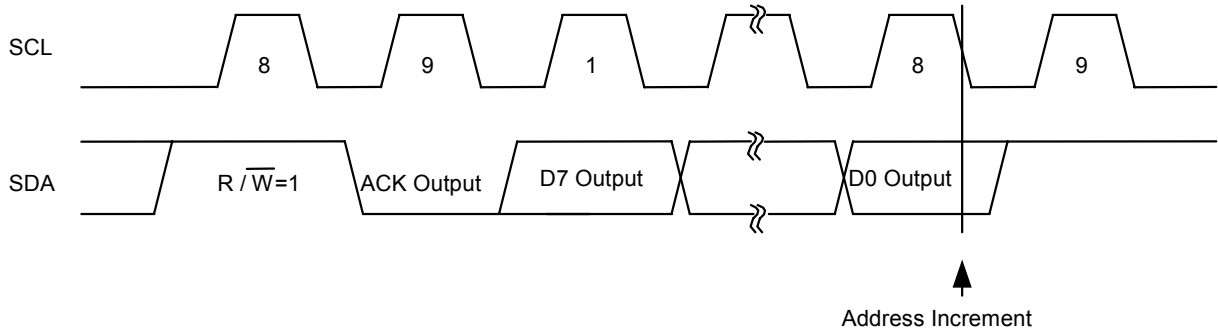 SCL 8 9 1 8 9
SDA R / W̅=1 ACK Output D7 Output D0 Output
Address Increment